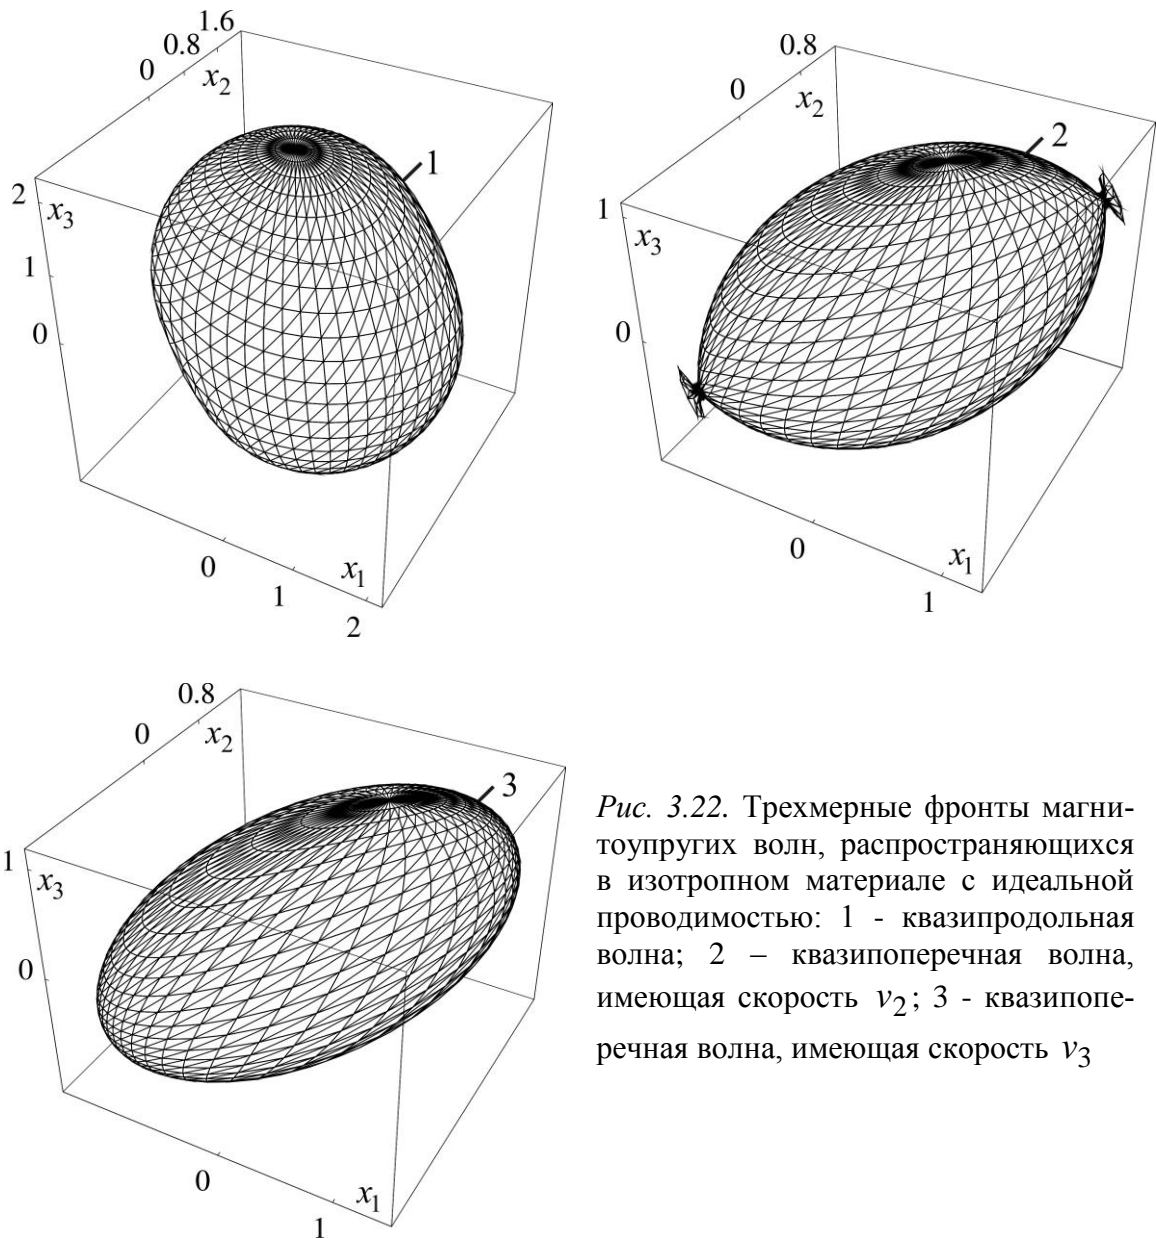 1.6
0.8
0
x2
1
2
x3
1
0
0
1
x1
2
0.8
0
x2
2
1
x3
0
0
x1
1
0.8
0
x2
3
1
x3
0
0
x1
1
Рис. 3.22. Трехмерные фронты магни-
тоупругих волн, распространяющихся
в изотропном материале с идеальной
проводимостью: 1 - квазипродольная
волна; 2 – квазипоперечная волна,
имеющая скорость v2; 3 - квазипопе-
речная волна, имеющая скорость v3